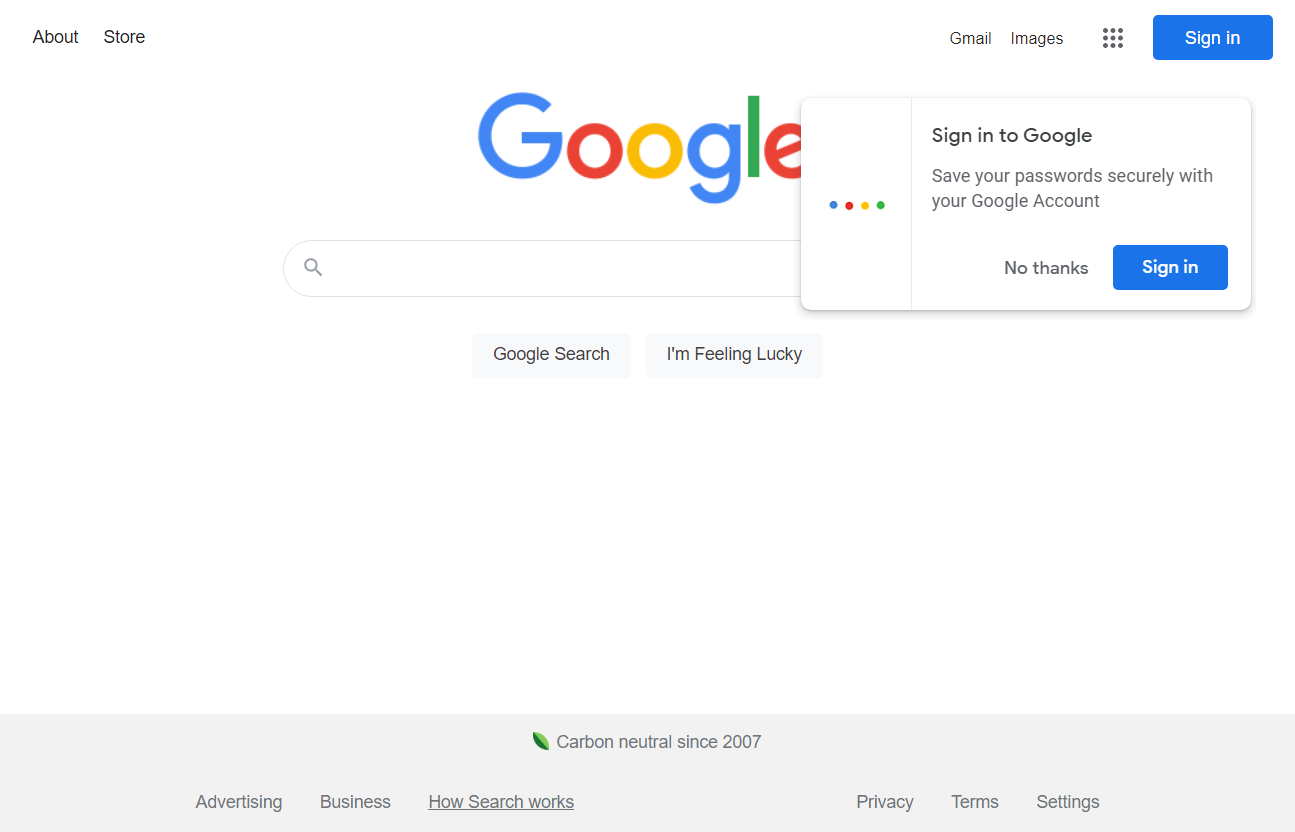 About Store
Gmail Images Sign in
Google
Sign in to Google
Save your passwords securely with
your Google Account
No thanks Sign in
Google Search I'm Feeling Lucky
Carbon neutral since 2007
Advertising Business How Search works Privacy Terms Settings